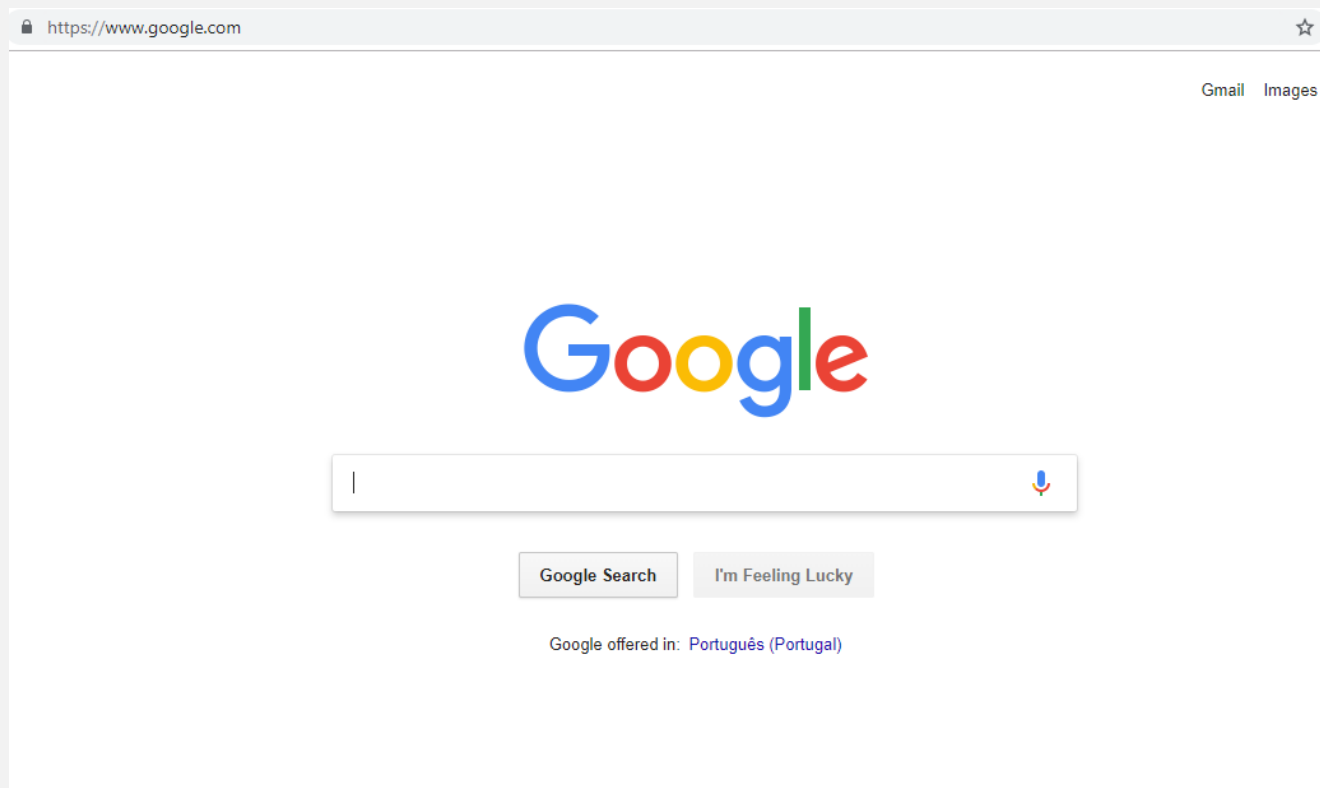 https://www.google.com
Gmail Images
Google
Google Search I'm Feeling Lucky
Google offered in: Português (Portugal)